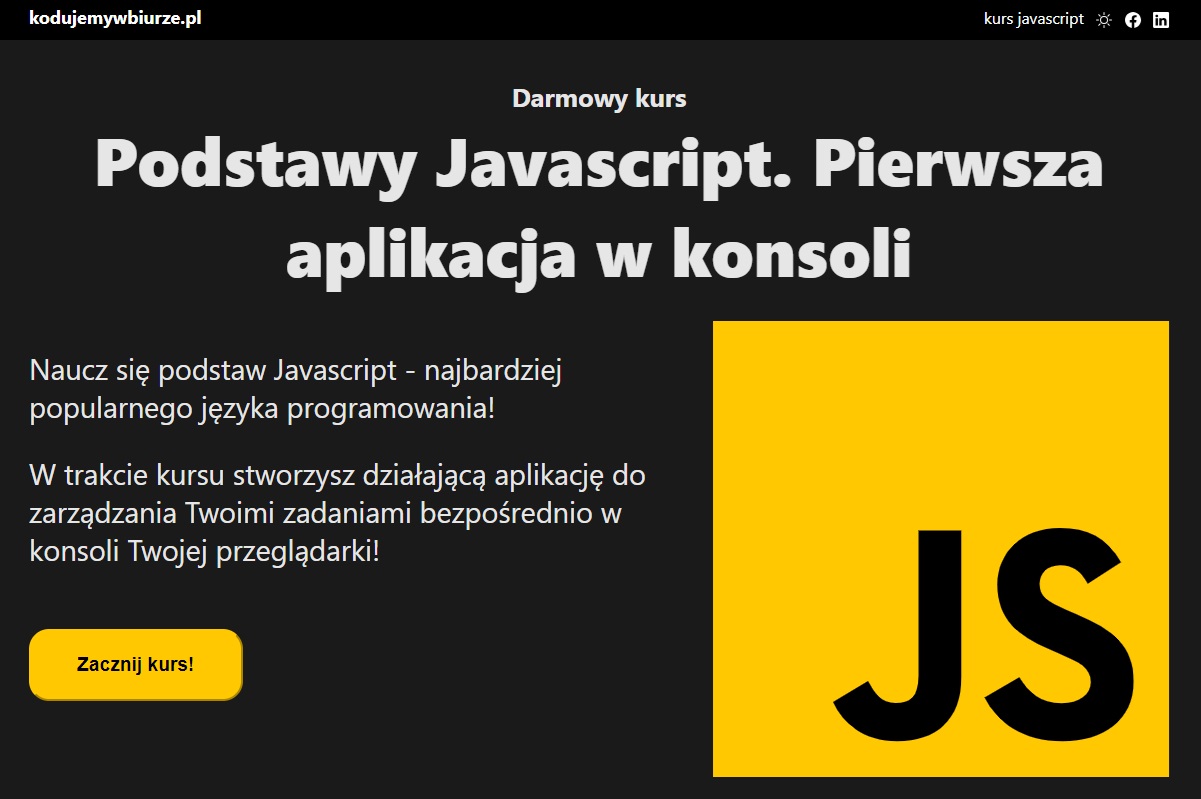 kodujemywbiurze.pl
kurs javascript
Darmowy kurs
Podstawy Javascript. Pierwsza
aplikacja w konsoli
Naucz się podstaw Javascript - najbardziej
popularnego języka programowania!
W trakcie kursu stworzysz działającą aplikację do
zarządzania Twoimi zadaniami bezpośrednio w
konsoli Twojej przeglądarki!
Zacznij kurs!
JS